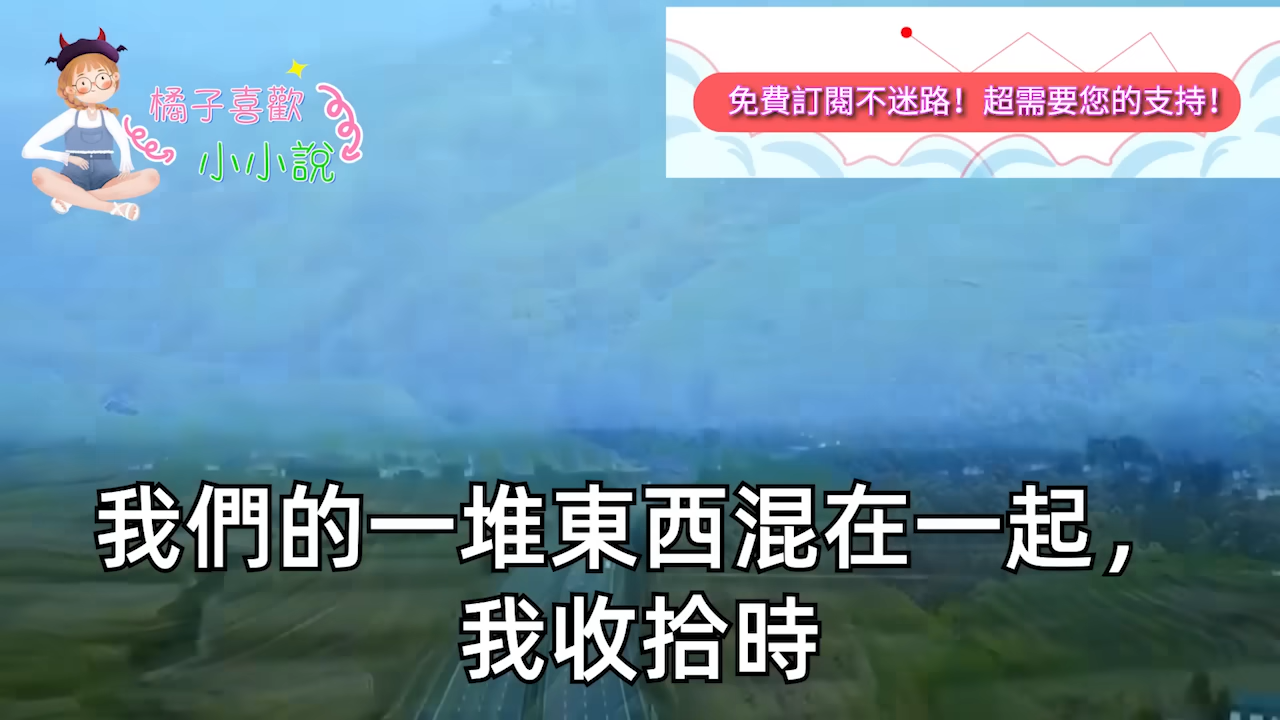 橘子喜歡
小小說
免費訂閱不迷路！超需要您的支持！
我們的一堆東西混在一起，
我收拾時